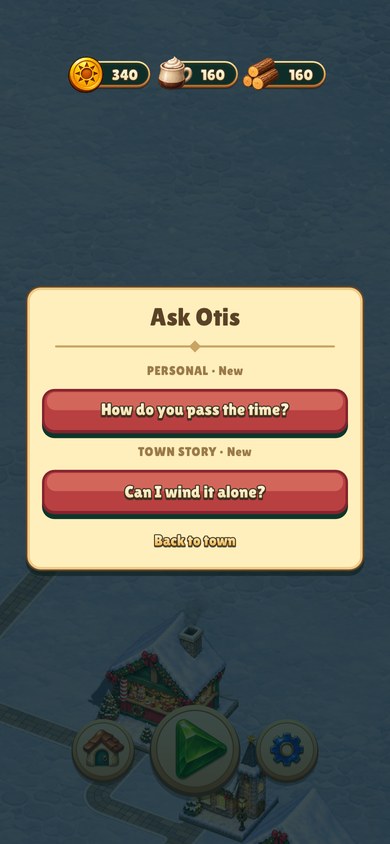 340
160
160
Ask Otis
PERSONAL · New
How do you pass the time?
TOWN STORY · New
Can I wind it alone?
Back to town